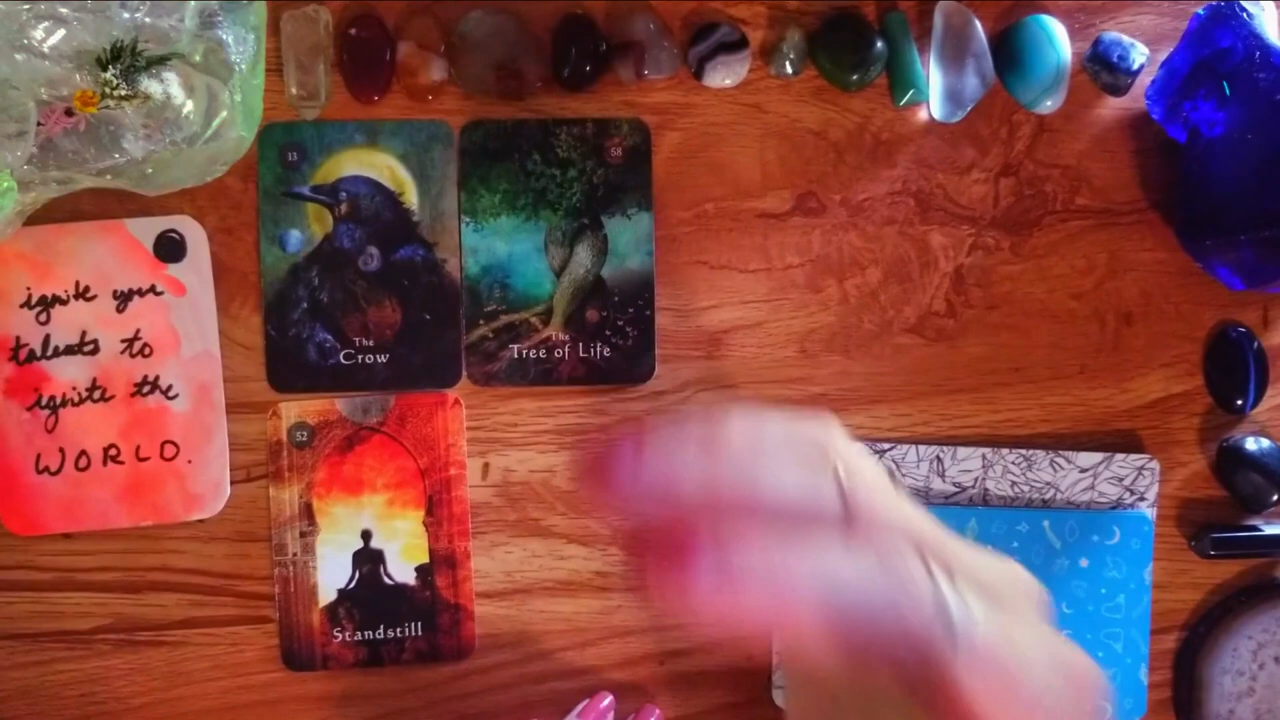 ignite your
talents to
ignite the
WORLD.
13
The
Crow
58
The
Tree of Life
52
Standstill